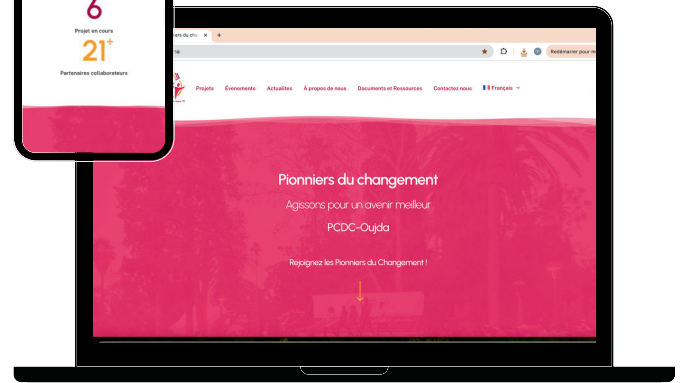 6
Projet en cours
21+
Partenaires collaborateurs
Redémarrer pour m
Projets Évenements Actualites À propos de nous Documents et Ressources Contactez nous Français
Pionniers du changement
Agissons pour un avenir meilleur
PCDC-Oujda
Rejoignez les Pionniers du Changement !